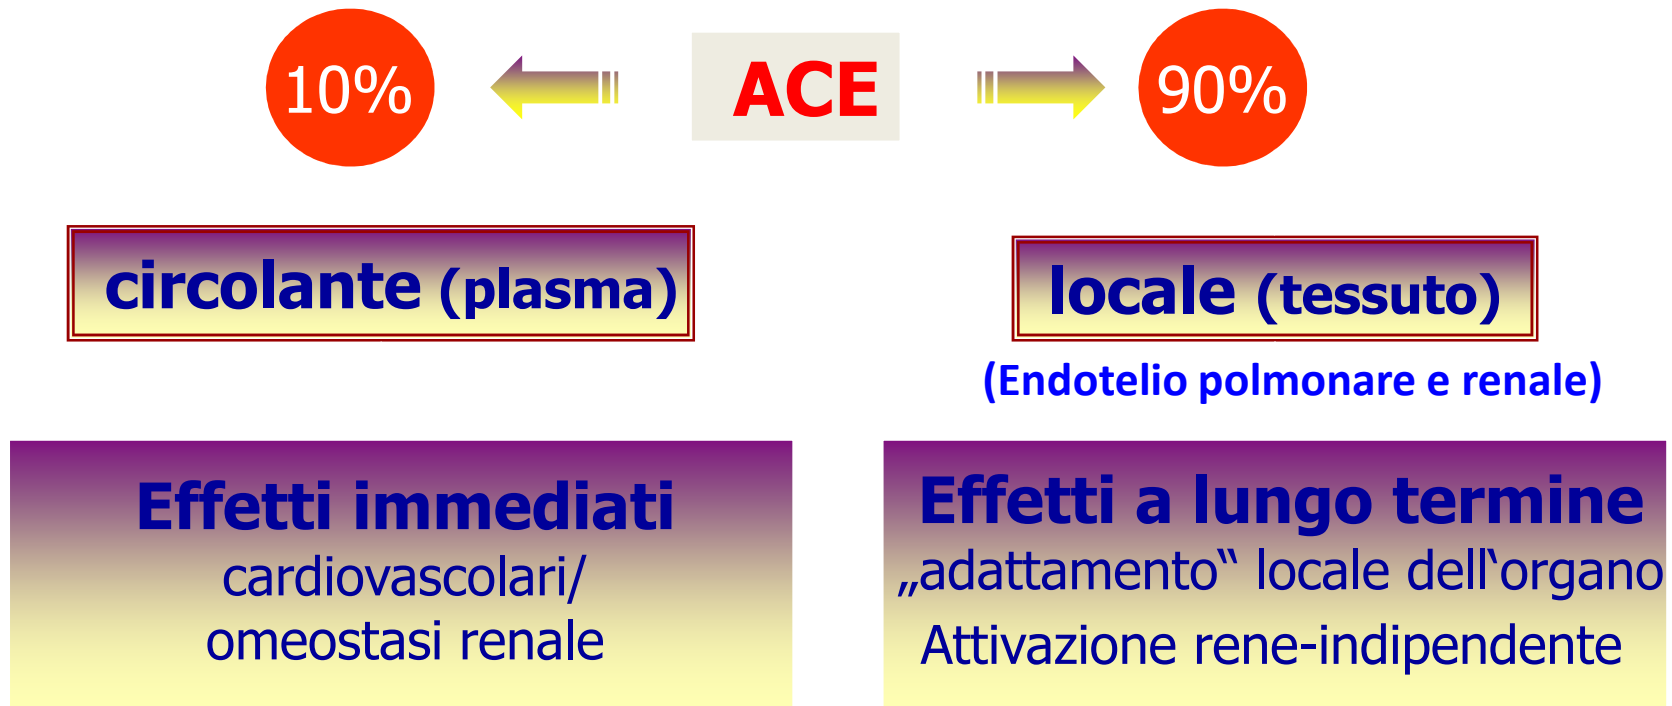 10%
ACE
90%
circolante (plasma)
locale (tessuto)
(Endotelio polmonare e renale)
Effetti immediati
cardiovascolari/
omeostasi renale
Effetti a lungo termine
„adattamento“ locale dell‘organo
Attivazione rene-indipendente